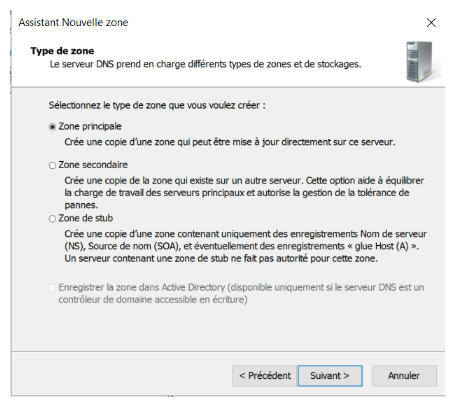 Assistant Nouvelle zone
Type de zone
Le serveur DNS prend en charge différents types de zones et de stockages.
Sélectionnez le type de zone que vous voulez créer :
Zone principale
Crée une copie d'une zone qui peut être mise à jour directement sur ce serveur.
Zone secondaire
Crée une copie de la zone qui existe sur un autre serveur. Cette option aide à équilibrer
la charge de travail des serveurs principaux et autorise la gestion de la tolérance de
pannes.
Zone de stub
Crée une copie d'une zone contenant uniquement des enregistrements Nom de serveur
(NS), Source de nom (SOA), et éventuellement des enregistrements « glue Host (A) ».
Un serveur contenant une zone de stub ne fait pas autorité pour cette zone.
Enregistrer la zone dans Active Directory (disponible uniquement si le serveur DNS est un
contrôleur de domaine accessible en écriture)
< Précédent Suivant > Annuler